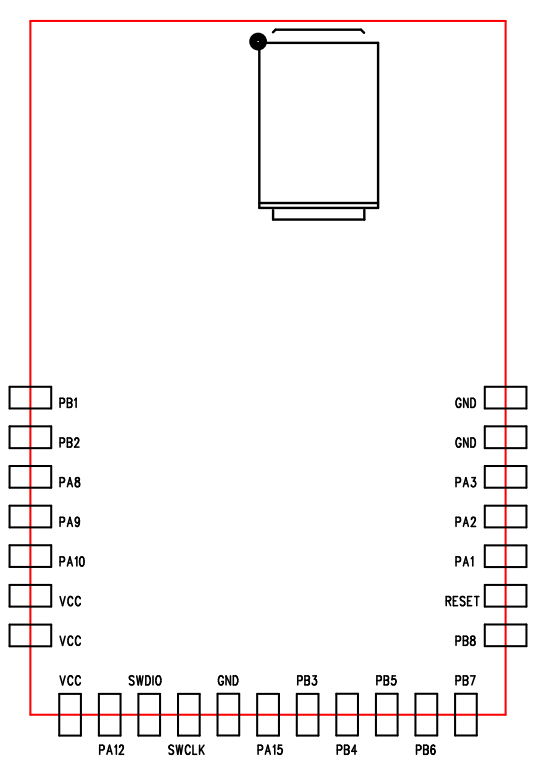 PB1 GND
PB2 GND
PA8 PA3
PA9 PA2
PA10 PA1
VCC RESET
VCC PB8
VCC SWDIO GND PB3 PB5 PB7
PA12 SWCLK PA15 PB4 PB6